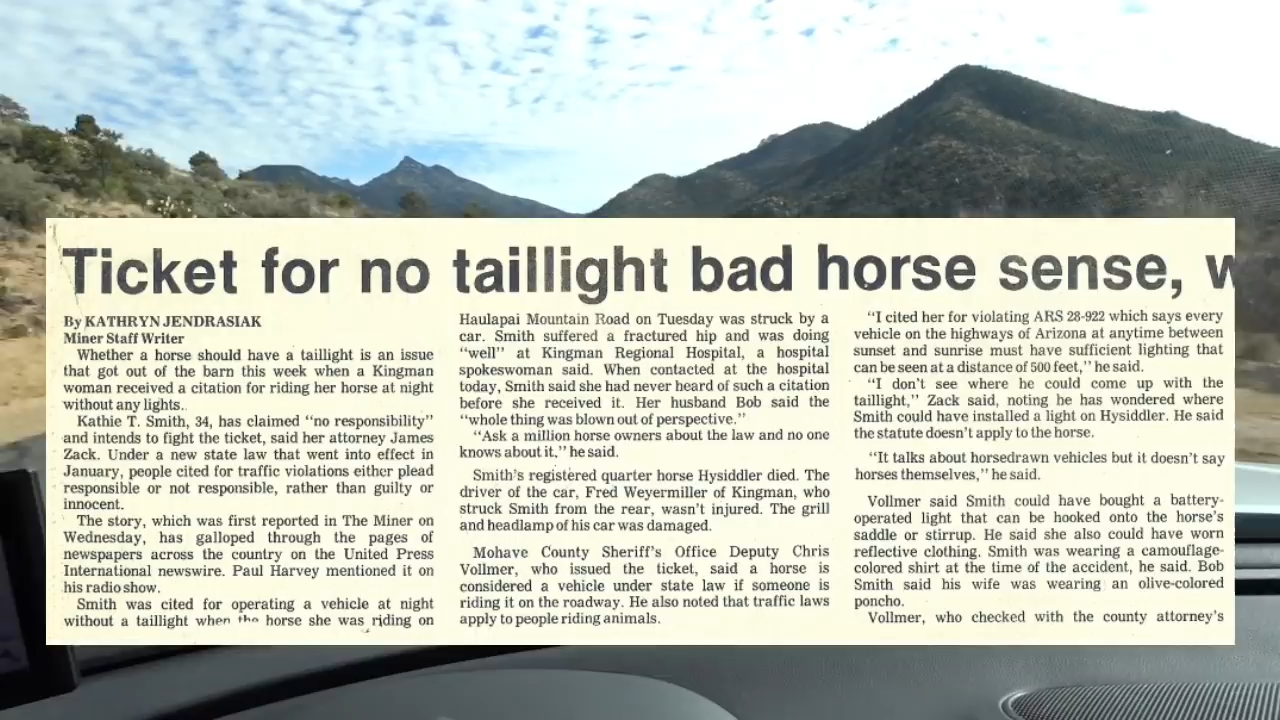 Ticket for no taillight bad horse sense, w
By KATHRYN JENDRASIAK
Miner Staff Writer
Whether a horse should have a taillight is an issue
that got out of the barn this week when a Kingman
woman received a citation for riding her horse at night
without any lights.
Kathie T. Smith, 34, has claimed "no responsibility"
and intends to fight the ticket, said her attorney James
Zack. Under a new state law that went into effect in
January, people cited for traffic violations either plead
responsible or not responsible, rather than guilty or
innocent.
The story, which was first reported in The Miner on
Wednesday, has galloped through the pages of
newspapers across the country on the United Press
International newswire. Paul Harvey mentioned it on
his radio show.
Smith was cited for operating a vehicle at night
without a taillight when the horse she was riding on
Haulapai Mountain Road on Tuesday was struck by a
car. Smith suffered a fractured hip and was doing
"well" at Kingman Regional Hospital, a hospital
spokeswoman said. When contacted at the hospital
today, Smith said she had never heard of such a citation
before she received it. Her husband Bob said the
"whole thing was blown out of perspective."
"Ask a million horse owners about the law and no one
knows about it," he said.
Smith's registered quarter horse Hysiddler died. The
driver of the car, Fred Weyermiller of Kingman, who
struck Smith from the rear, wasn't injured. The grill
and headlamp of his car was damaged.
Mohave County Sheriff's Office Deputy Chris
Vollmer, who issued the ticket, said a horse is
considered a vehicle under state law if someone is
riding it on the roadway. He also noted that traffic laws
apply to people riding animals.
"I cited her for violating ARS 28-922 which says every
vehicle on the highways of Arizona at anytime between
sunset and sunrise must have sufficient lighting that
can be seen at a distance of 500 feet," he said.
"I don't see where he could come up with the
taillight," Zack said, noting he has wondered where
Smith could have installed a light on Hysiddler. He said
the statute doesn't apply to the horse.
"It talks about horsedrawn vehicles but it doesn't say
horses themselves," he said.
Vollmer said Smith could have bought a battery-
operated light that can be hooked onto the horse's
saddle or stirrup. He said she also could have worn
reflective clothing. Smith was wearing a camouflage-
colored shirt at the time of the accident, he said. Bob
Smith said his wife was wearing an olive-colored
poncho.
Vollmer, who checked with the county attorney's